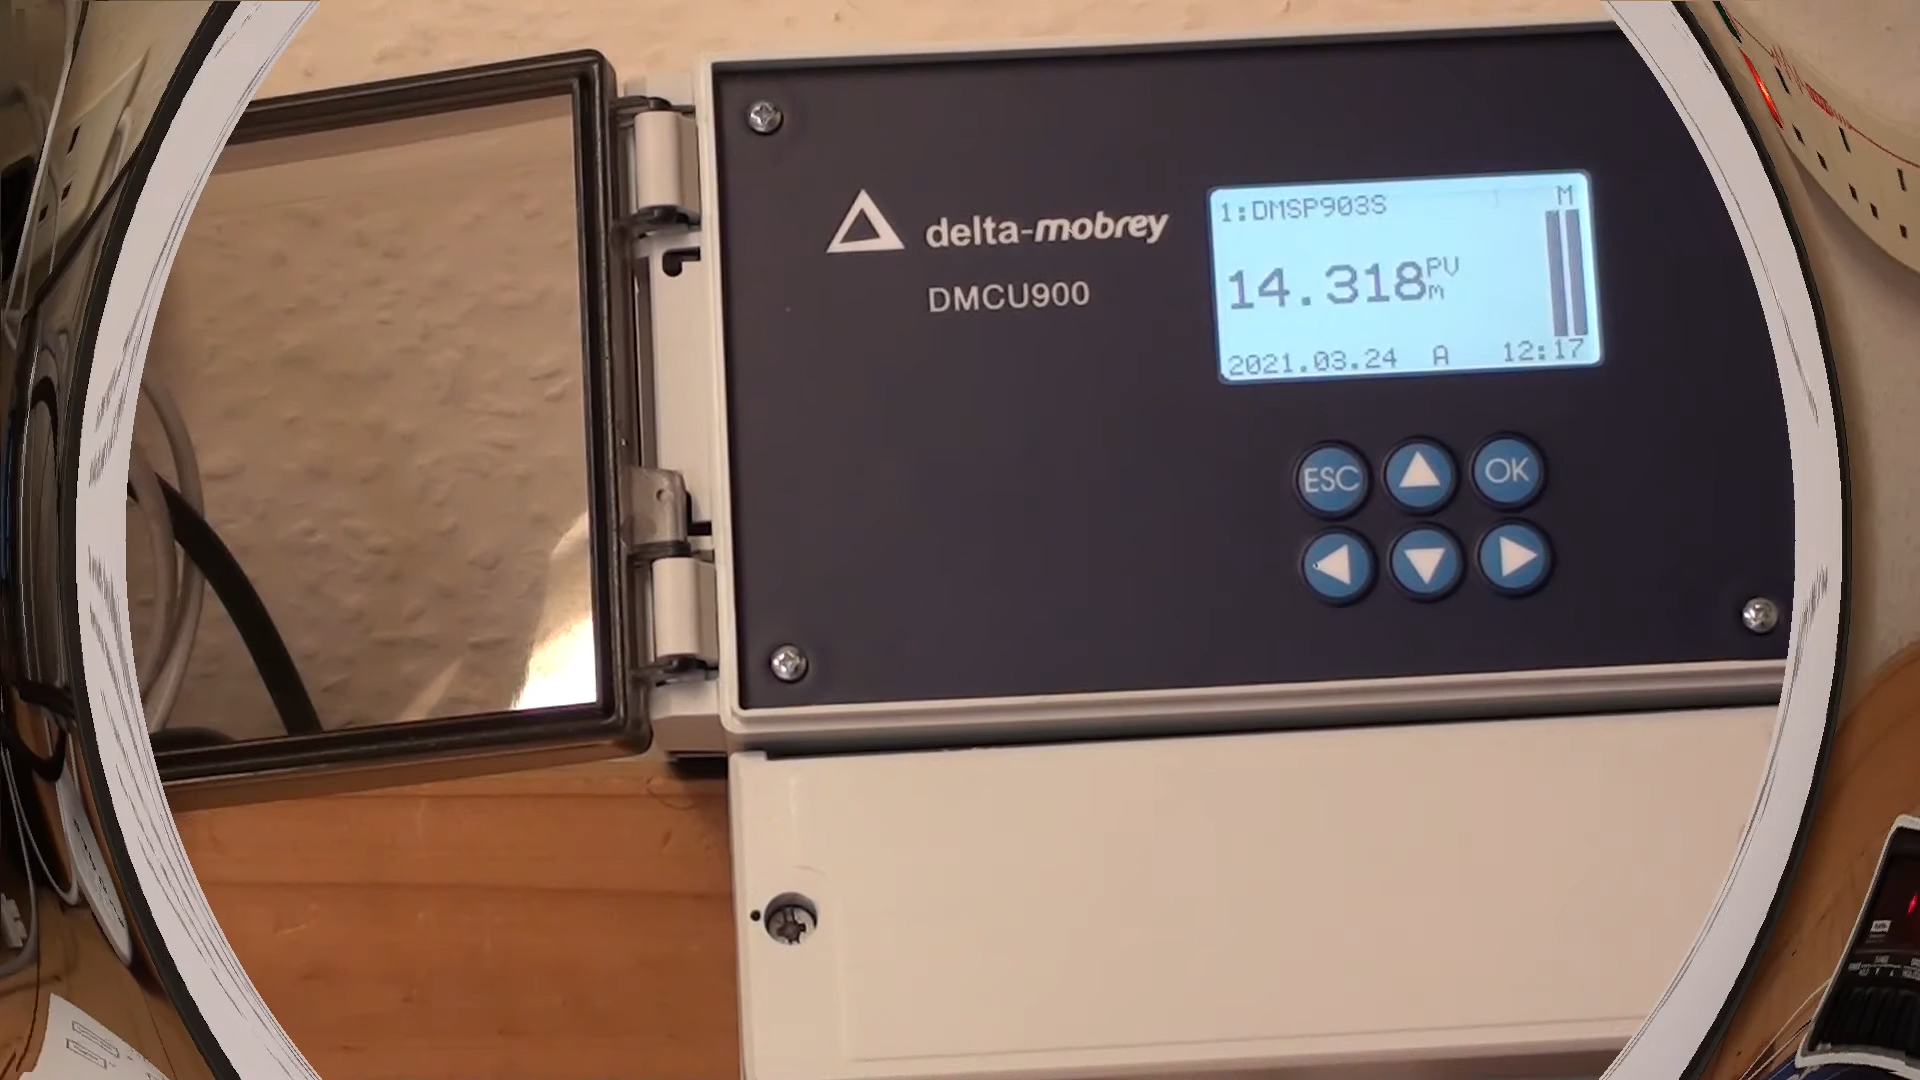 delta-mobrey
DMCU900
1:DMSP903S M
14.318 PV
m
2021.03.24 A 12:17
ESC
OK